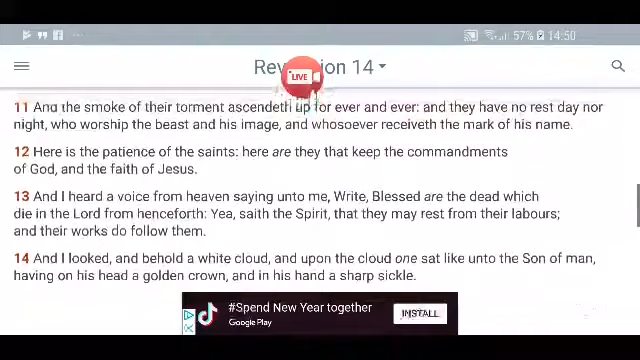 57% 14:50
Revelation 14
LIVE
11 And the smoke of their torment ascendeth up for ever and ever: and they have no rest day nor
night, who worship the beast and his image, and whosoever receiveth the mark of his name.
12 Here is the patience of the saints: here are they that keep the commandments
of God, and the faith of Jesus.
13 And I heard a voice from heaven saying unto me, Write, Blessed are the dead which
die in the Lord from henceforth: Yea, saith the Spirit, that they may rest from their labours;
and their works do follow them.
14 And I looked, and behold a white cloud, and upon the cloud one sat like unto the Son of man,
having on his head a golden crown, and in his hand a sharp sickle.
#Spend New Year together
Google Play
INSTALL